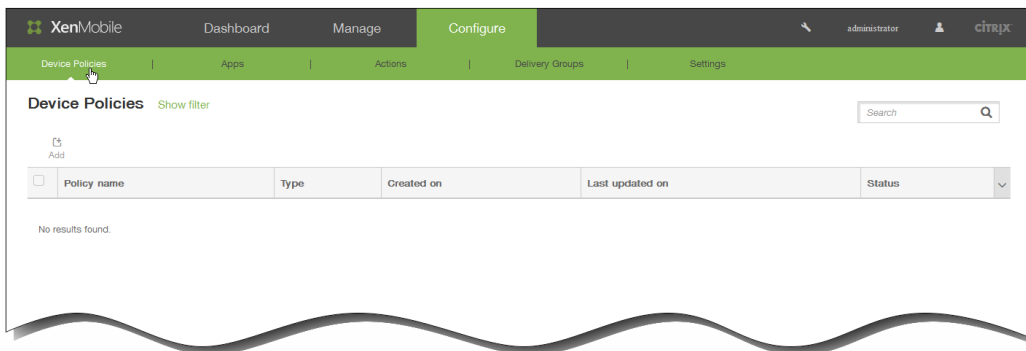 XenMobile Dashboard Manage Configure administrator CITRIX
Device Policies | Apps | Actions | Delivery Groups | Settings
Device Policies Show filter Search
Add
Policy name Type Created on Last updated on Status
No results found.